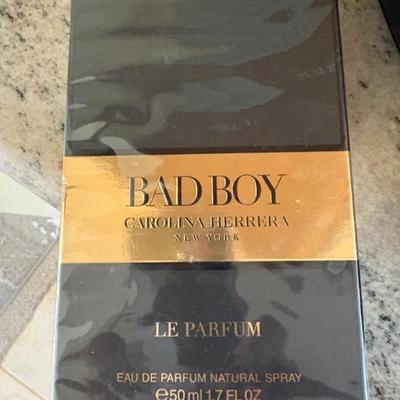 BAD BOY
CAROLINA HERRERA
NEW YORK
LE PARFUM
EAU DE PARFUM NATURAL SPRAY
℮50 ml 1.7 FL OZ